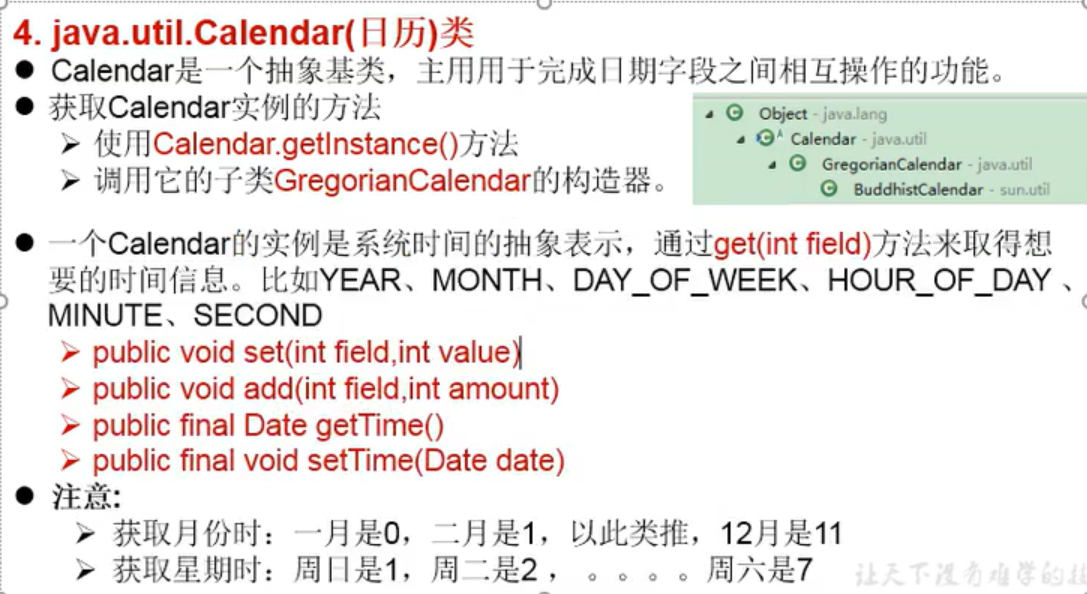 4. java.util.Calendar(日历)类
Calendar是一个抽象基类，主用用于完成日期字段之间相互操作的功能。
获取Calendar实例的方法
使用Calendar.getInstance()方法
调用它的子类GregorianCalendar的构造器。
Object - java.lang
Calendar - java.util
GregorianCalendar - java.util
BuddhistCalendar - sun.util
一个Calendar的实例是系统时间的抽象表示，通过get(int field)方法来取得想
要的时间信息。比如YEAR、MONTH、DAY_OF_WEEK、HOUR_OF_DAY 、
MINUTE、SECOND
public void set(int field,int value)
public void add(int field,int amount)
public final Date getTime()
public final void setTime(Date date)
注意:
获取月份时：一月是0，二月是1，以此类推，12月是11
获取星期时：周日是1，周二是2 ，。。。。周六是7
让天下没有难学的技